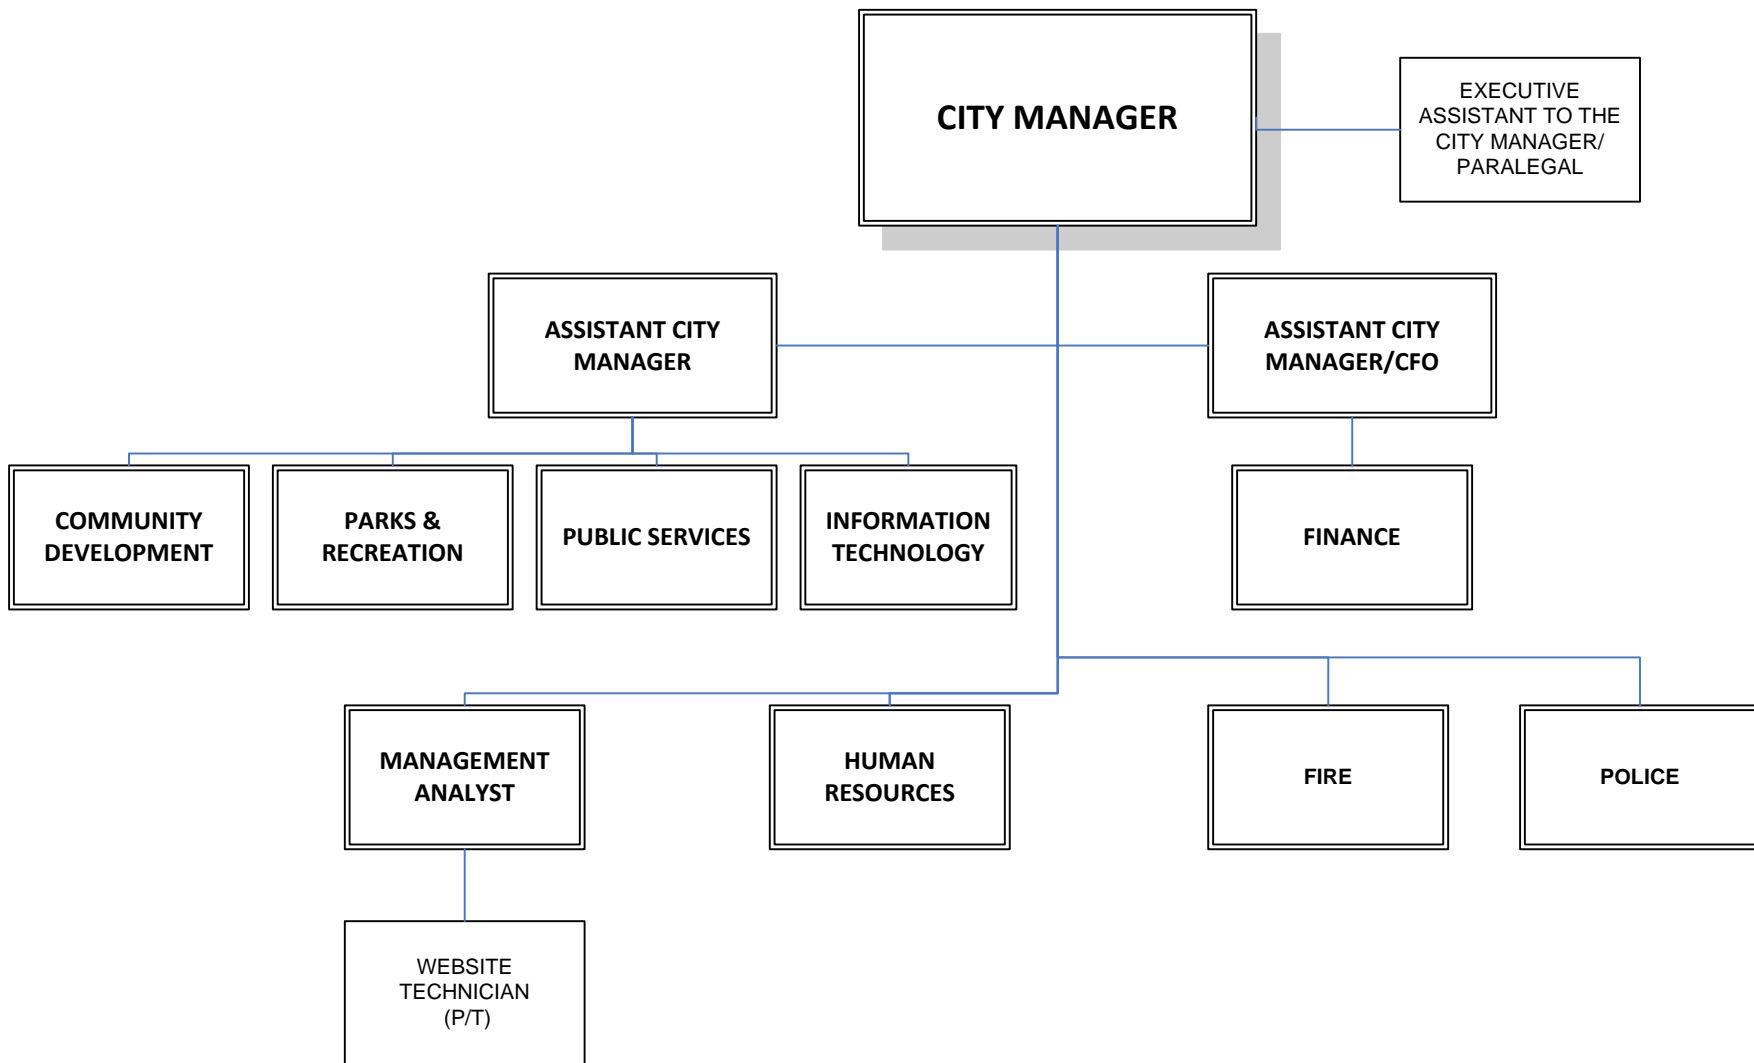 CITY MANAGER
EXECUTIVE
ASSISTANT TO THE
CITY MANAGER/
PARALEGAL
ASSISTANT CITY
MANAGER
ASSISTANT CITY
MANAGER/CFO
COMMUNITY
DEVELOPMENT
PARKS &
RECREATION
PUBLIC SERVICES
INFORMATION
TECHNOLOGY
FINANCE
MANAGEMENT
ANALYST
HUMAN
RESOURCES
FIRE
POLICE
WEBSITE
TECHNICIAN
(P/T)